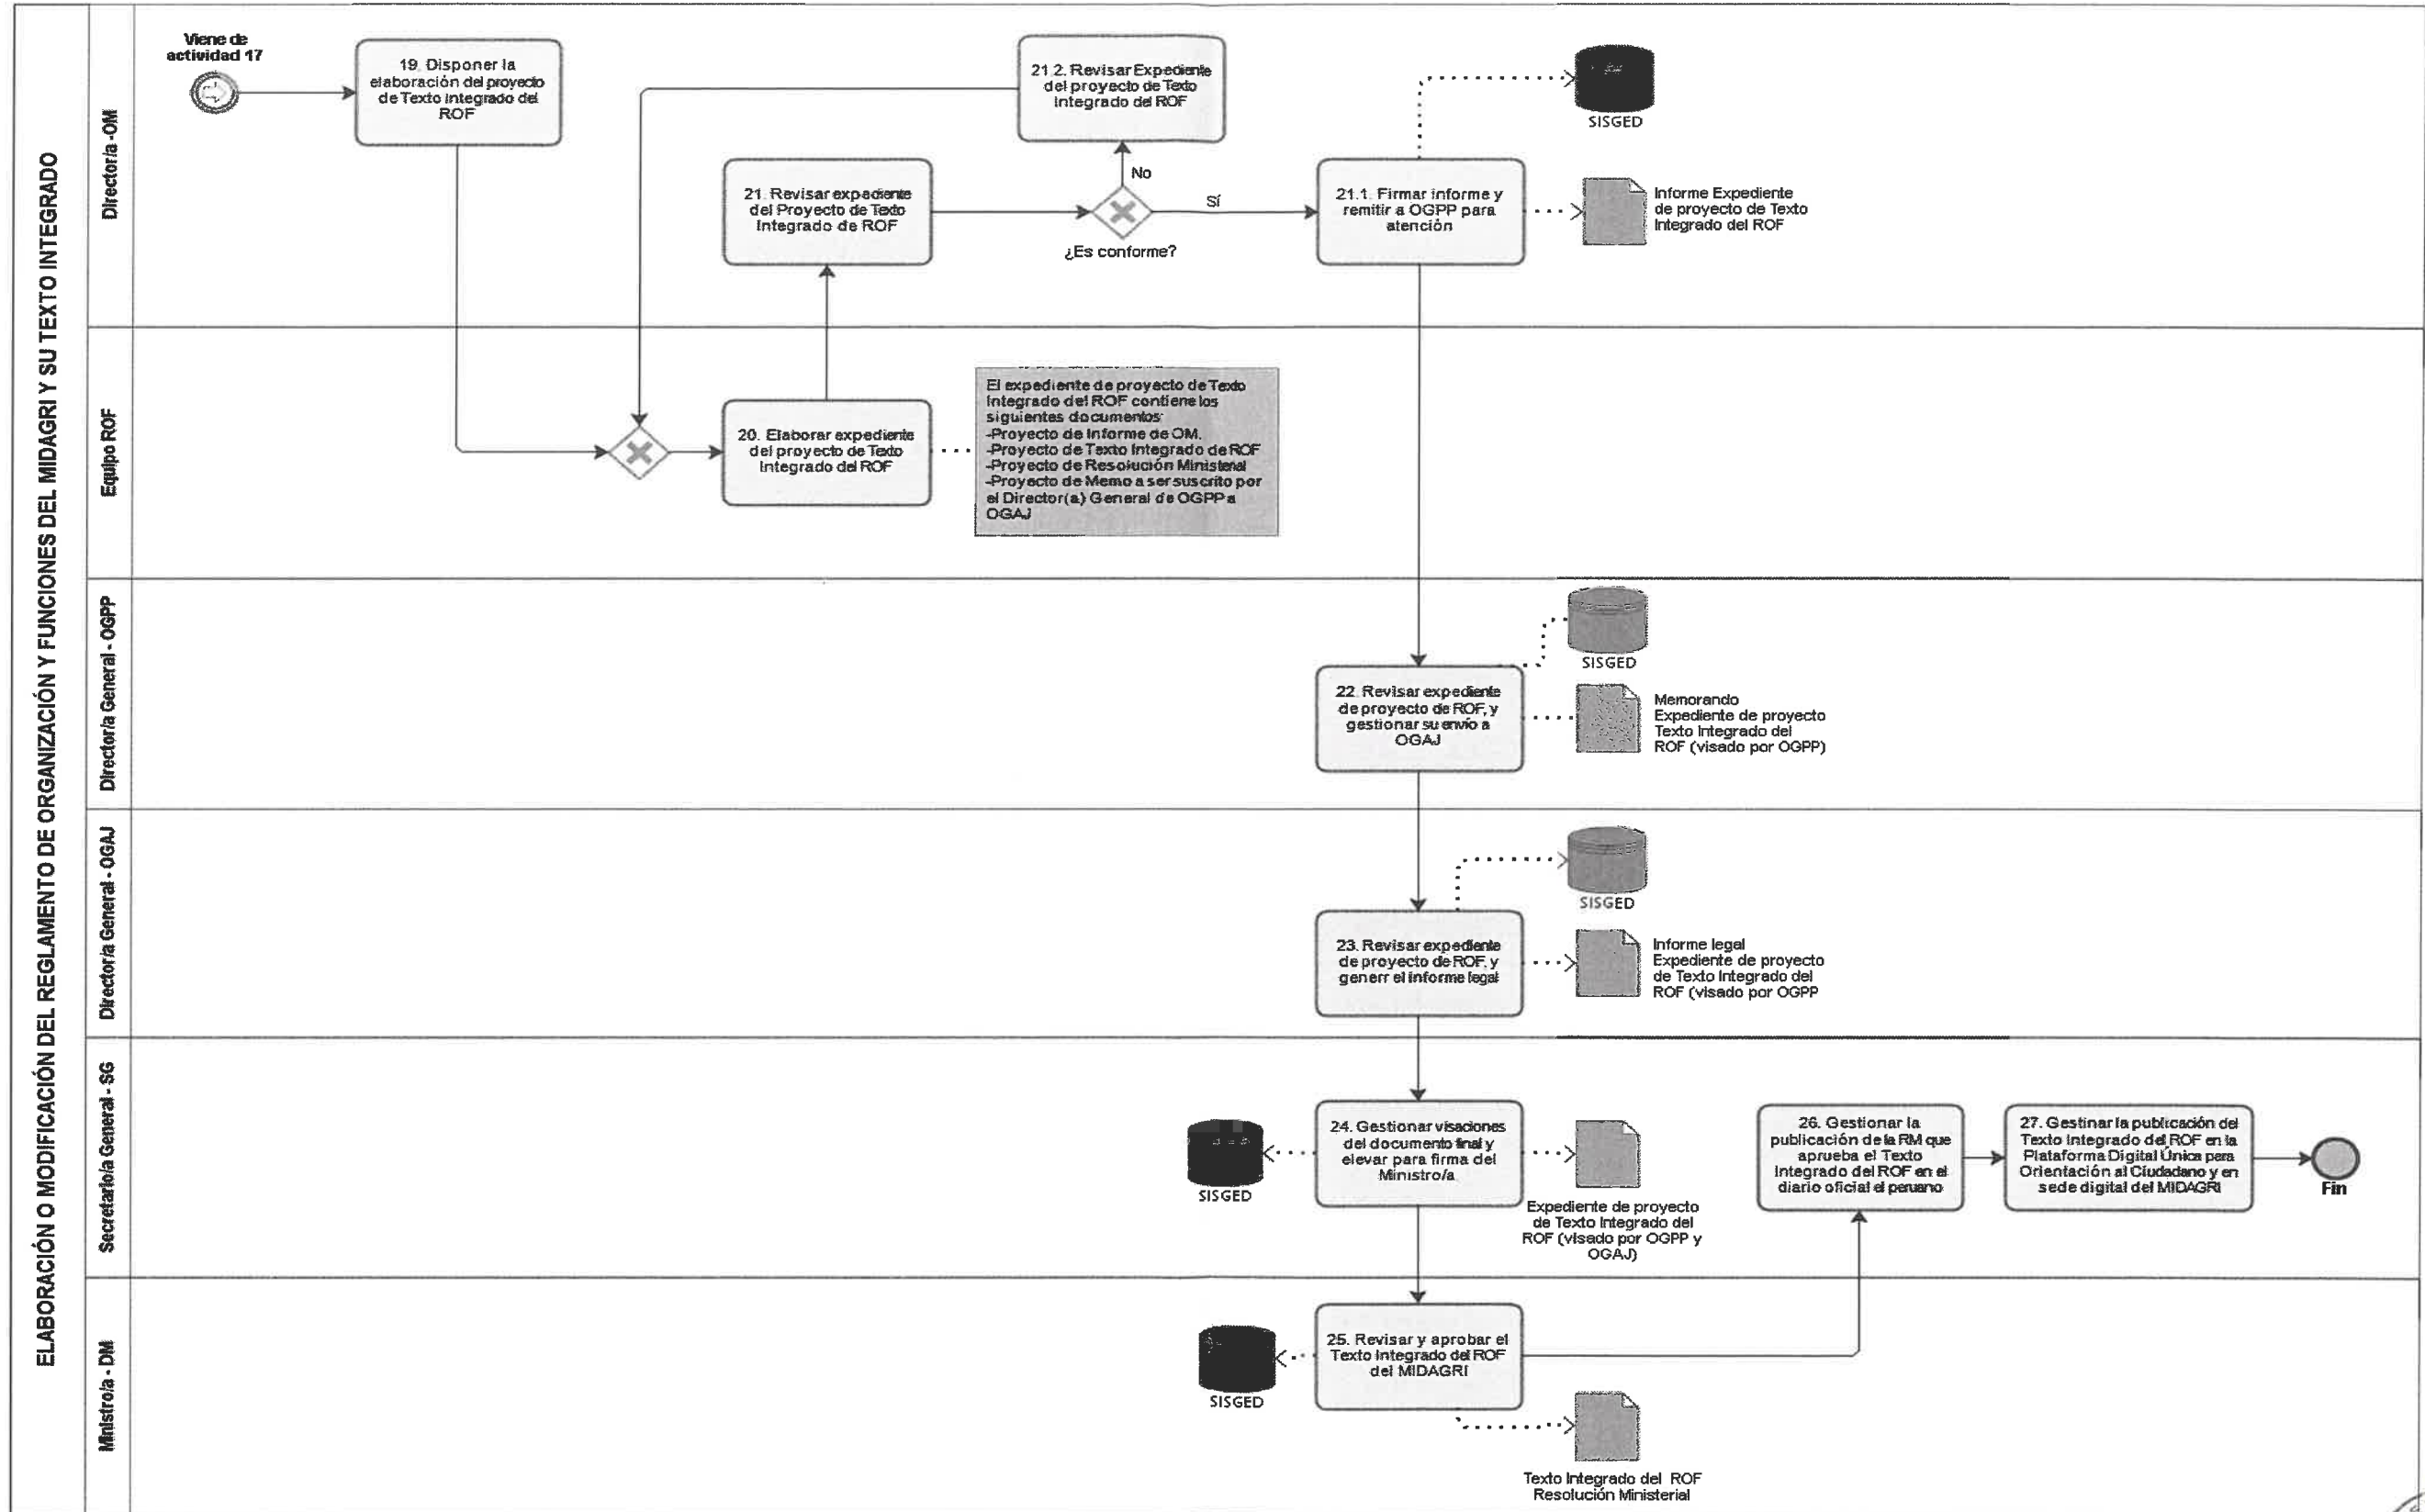 ELABORACIÓN O MODIFICACIÓN DEL REGLAMENTO DE ORGANIZACIÓN Y FUNCIONES DEL MIDAGRI Y SU TEXTO INTEGRADO
Director/a -OM
Viene de
actividad 17
19. Disponer la
elaboración del proyecto
de Texto integrado del
ROF
21.2. Revisar Expediente
del proyecto de Texto
Integrado del ROF
SISGED
21. Revisar expediente
del Proyecto de Texto
Integrado de ROF
No
Sí
¿Es conforme?
21.1. Firmar informe y
remitir a OGPP para
atención
Informe Expediente
de proyecto de Texto
Integrado del ROF
Equipo ROF
20. Elaborar expediente
del proyecto de Texto
Integrado del ROF
El expediente de proyecto de Texto
Integrado del ROF contiene los
siguientes documentos:
-Proyecto de Informe de OM.
-Proyecto de Texto Integrado de ROF
-Proyecto de Resolución Ministerial
-Proyecto de Memo a ser suscrito por
el Director(a) General de OGPP a
OGAJ
Director/a General - OGPP
SISGED
22. Revisar expediente
de proyecto de ROF, y
gestionar su envío a
OGAJ
Memorando
Expediente de proyecto
Texto Integrado del
ROF (visado por OGPP)
Director/a General - OGAJ
SISGED
23. Revisar expediente
de proyecto de ROF, y
generr el informe legal
Informe legal
Expediente de proyecto
de Texto Integrado del
ROF (visado por OGPP
Secretario/a General - SG
SISGED
24. Gestionar visaciones
del documento final y
elevar para firma del
Ministro/a
Expediente de proyecto
de Texto Integrado del
ROF (visado por OGPP y
OGAJ)
26. Gestionar la
publicación de la RM que
aprueba el Texto
Integrado del ROF en el
diario oficial el peruano
27. Gestinar la publicación del
Texto Integrado del ROF en la
Plataforma Digital Única para
Orientación al Ciudadano y en
sede digital del MIDAGRI
Fin
Ministro/a - DM
SISGED
25. Revisar y aprobar el
Texto Integrado del ROF
del MIDAGRI
Texto Integrado del ROF
Resolución Ministerial